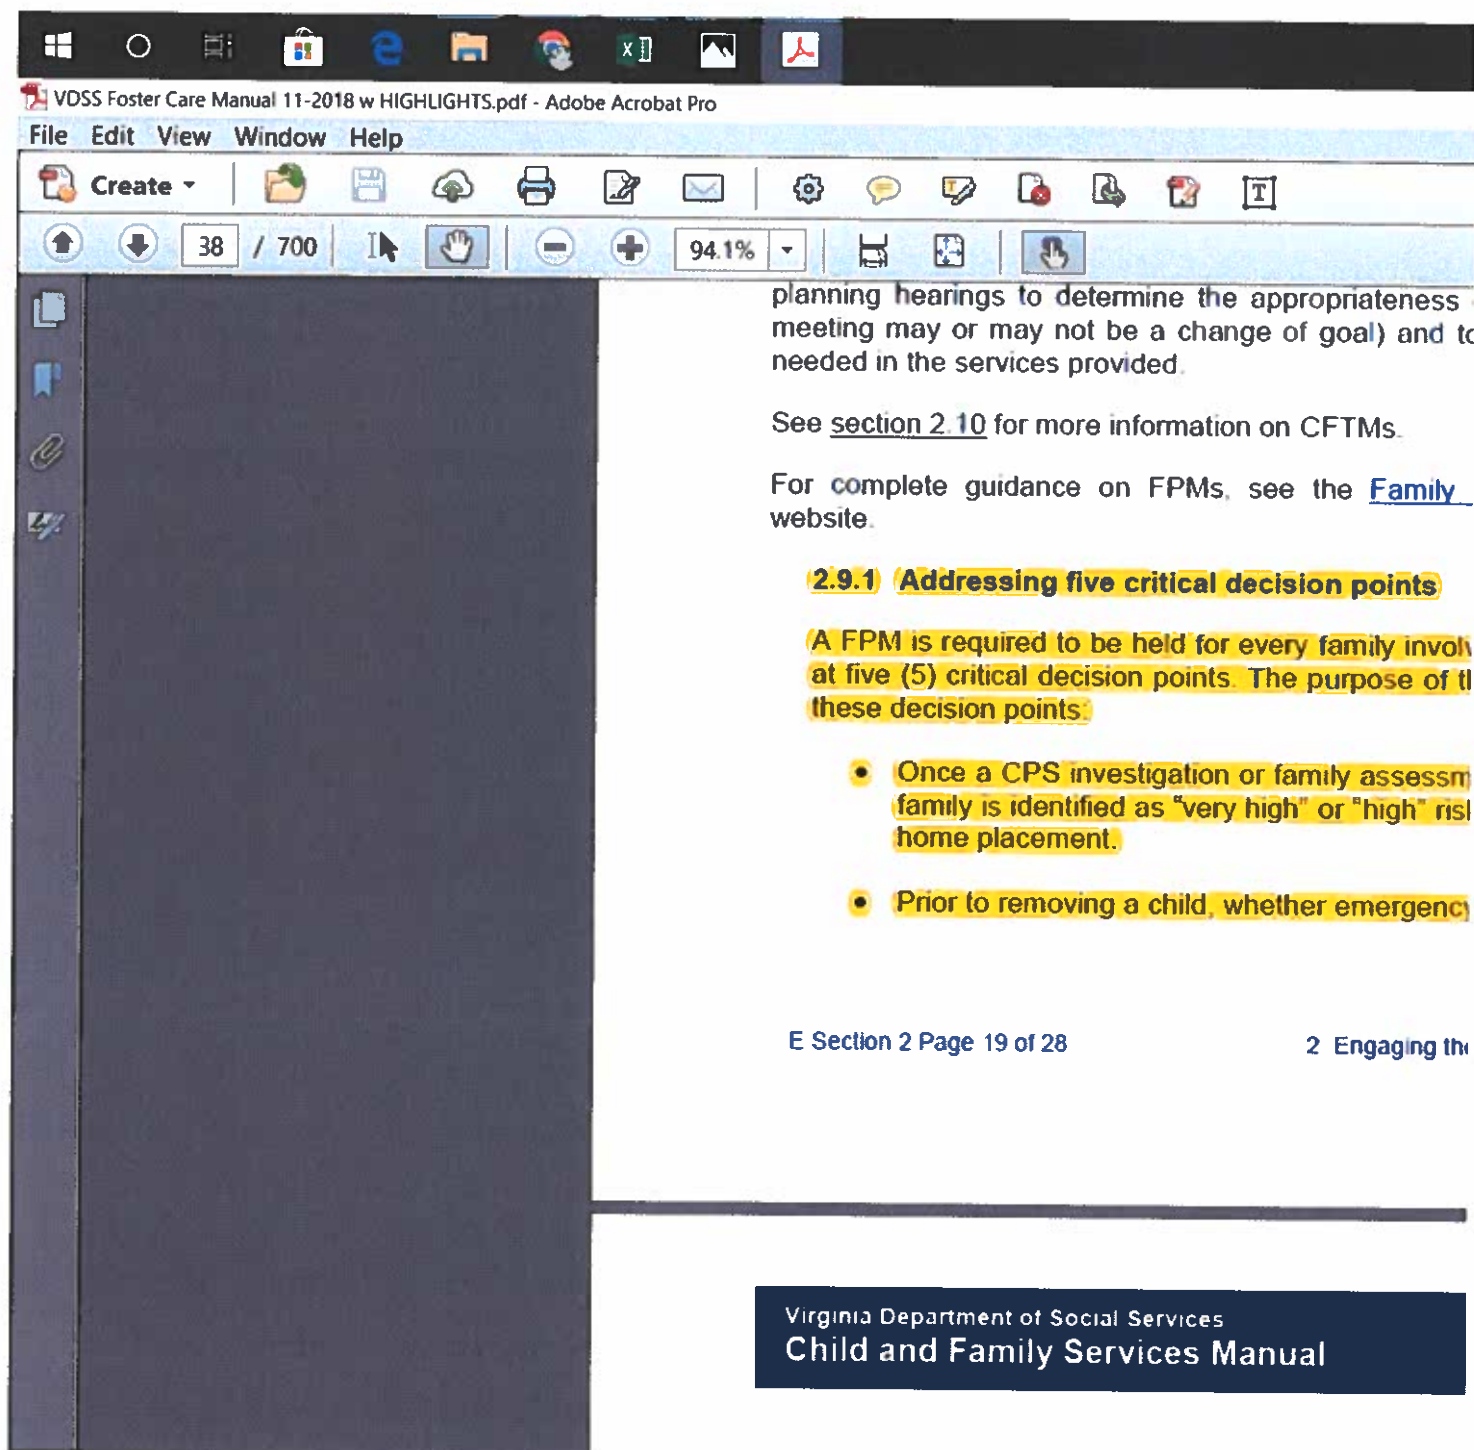 VDSS Foster Care Manual 11-2018 w HIGHLIGHTS.pdf - Adobe Acrobat Pro
File Edit View Window Help
Create
38 / 700 94.1%
planning hearings to determine the appropriateness
meeting may or may not be a change of goal) and to
needed in the services provided.
See section 2.10 for more information on CFTMs.
For complete guidance on FPMs, see the Family
website.
2.9.1 Addressing five critical decision points
A FPM is required to be held for every family involv
at five (5) critical decision points. The purpose of t
these decision points:
• Once a CPS investigation or family assessm
family is identified as "very high" or "high" ris
home placement.
• Prior to removing a child, whether emergency
E Section 2 Page 19 of 28 2 Engaging the
Virginia Department of Social Services
Child and Family Services Manual